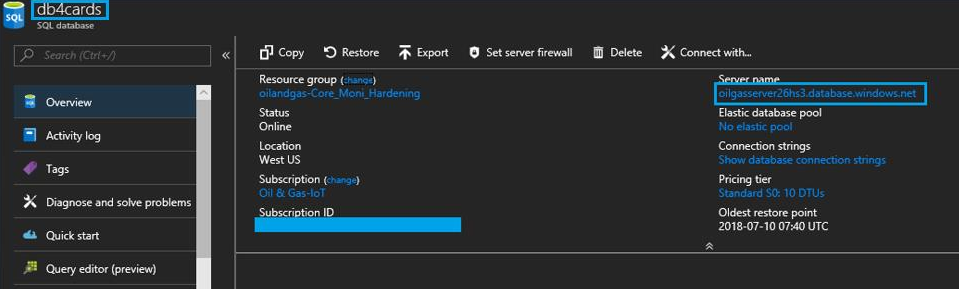 db4cards
SQL
SQL database
Search (Ctrl+/)
Overview
Activity log
Tags
Diagnose and solve problems
Quick start
Query editor (preview)
Copy
Restore
Export
Set server firewall
Delete
Connect with...
Resource group (change)
oilandgas-Core_Moni_Hardening
Status
Online
Location
West US
Subscription (change)
Oil & Gas-IoT
Subscription ID
Server name
oilgasserver26hs3.database.windows.net
Elastic database pool
No elastic pool
Connection strings
Show database connection strings
Pricing tier
Standard S0: 10 DTUs
Oldest restore point
2018-07-10 07:40 UTC